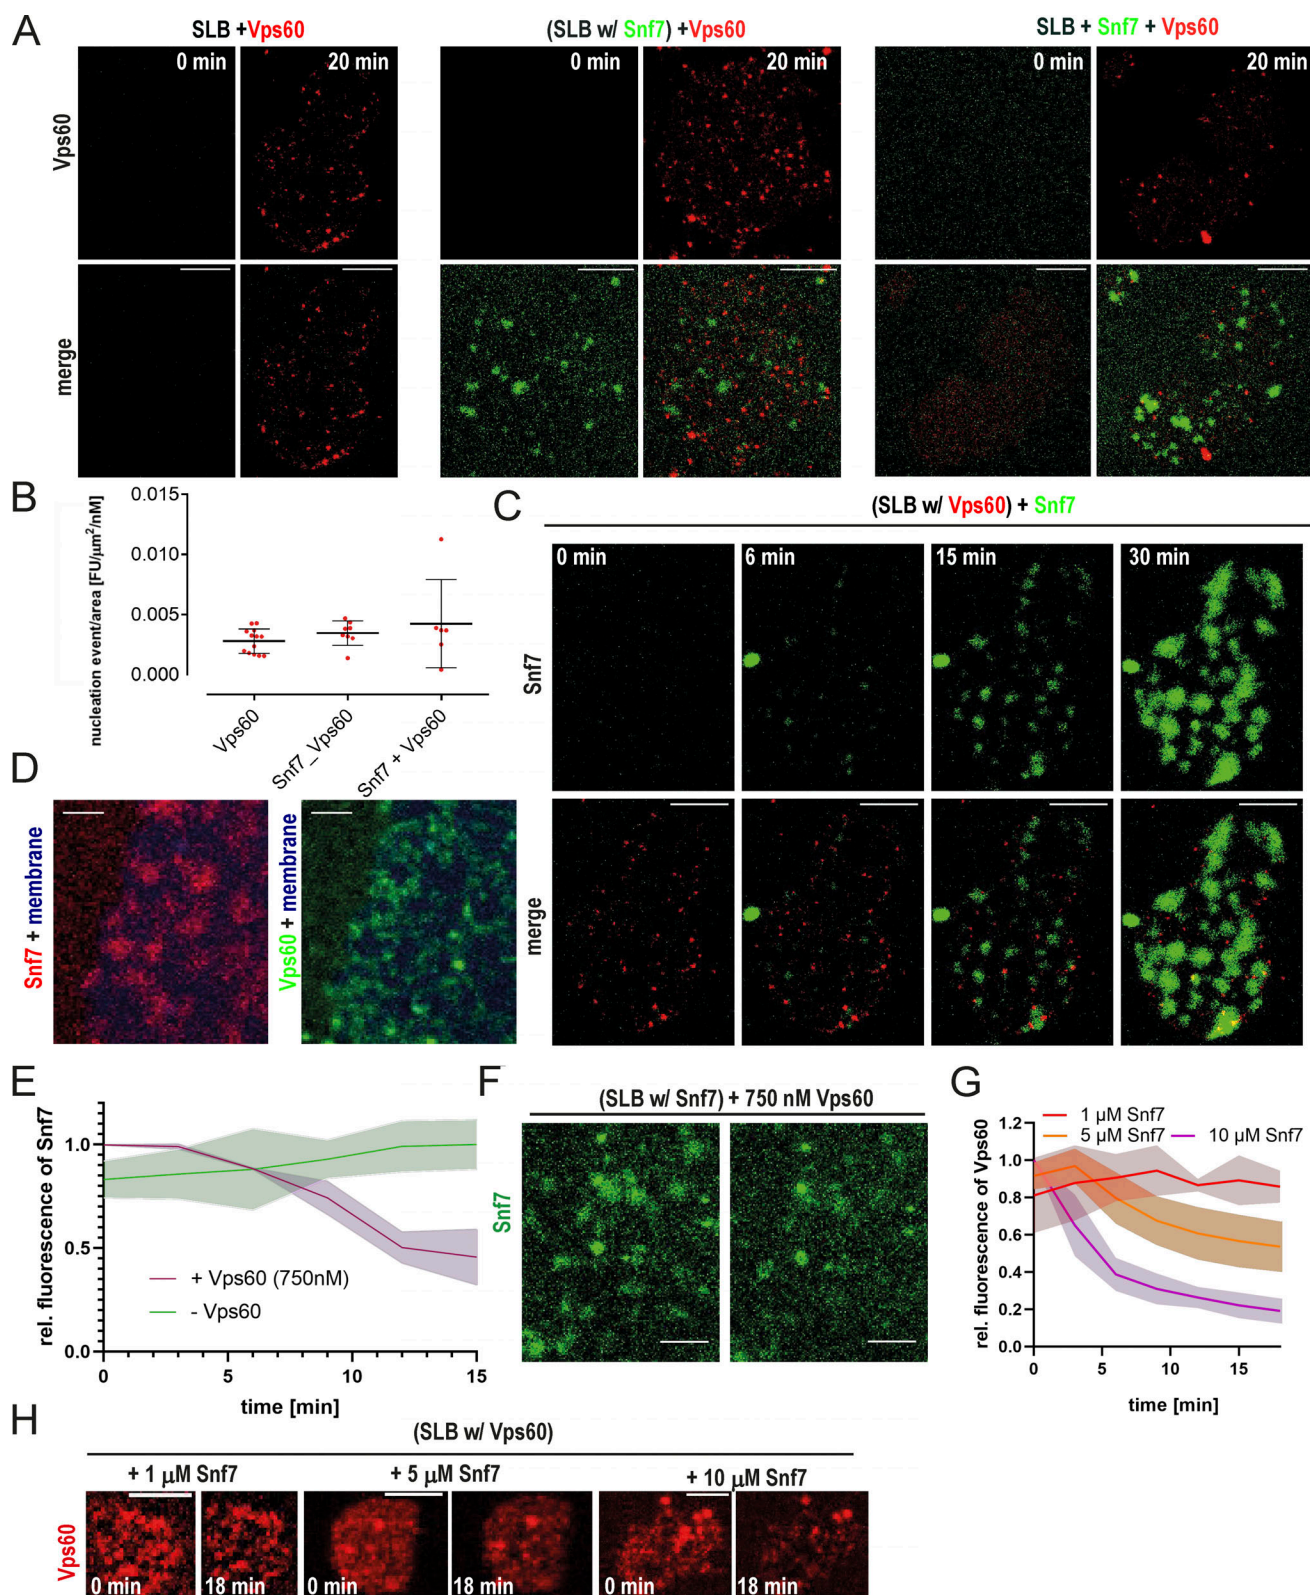 A
SLB +Vps60
(SLB w/ Snf7) +Vps60
SLB + Snf7 + Vps60
0 min
20 min
0 min
20 min
0 min
20 min
Vps60
merge
B
nucleation event/area [FU/μm²/nM]
0.015
0.010
0.005
0.000
Vps60
Snf7_Vps60
Snf7 + Vps60
C
(SLB w/ Vps60) + Snf7
0 min
6 min
15 min
30 min
Snf7
merge
D
Snf7 + membrane
Vps60 + membrane
E
rel. fluorescence of Snf7
1.0
0.5
0.0
+ Vps60 (750nM)
- Vps60
0
5
10
15
time [min]
F
(SLB w/ Snf7) + 750 nM Vps60
Snf7
G
rel. fluorescence of Vps60
1 µM Snf7
5 µM Snf7
10 µM Snf7
1.2
1.0
0.8
0.6
0.4
0.2
0.0
0
5
10
15
time [min]
H
(SLB w/ Vps60)
+ 1 μM Snf7
+ 5 μM Snf7
+ 10 μM Snf7
Vps60
0 min
18 min
0 min
18 min
0 min
18 min